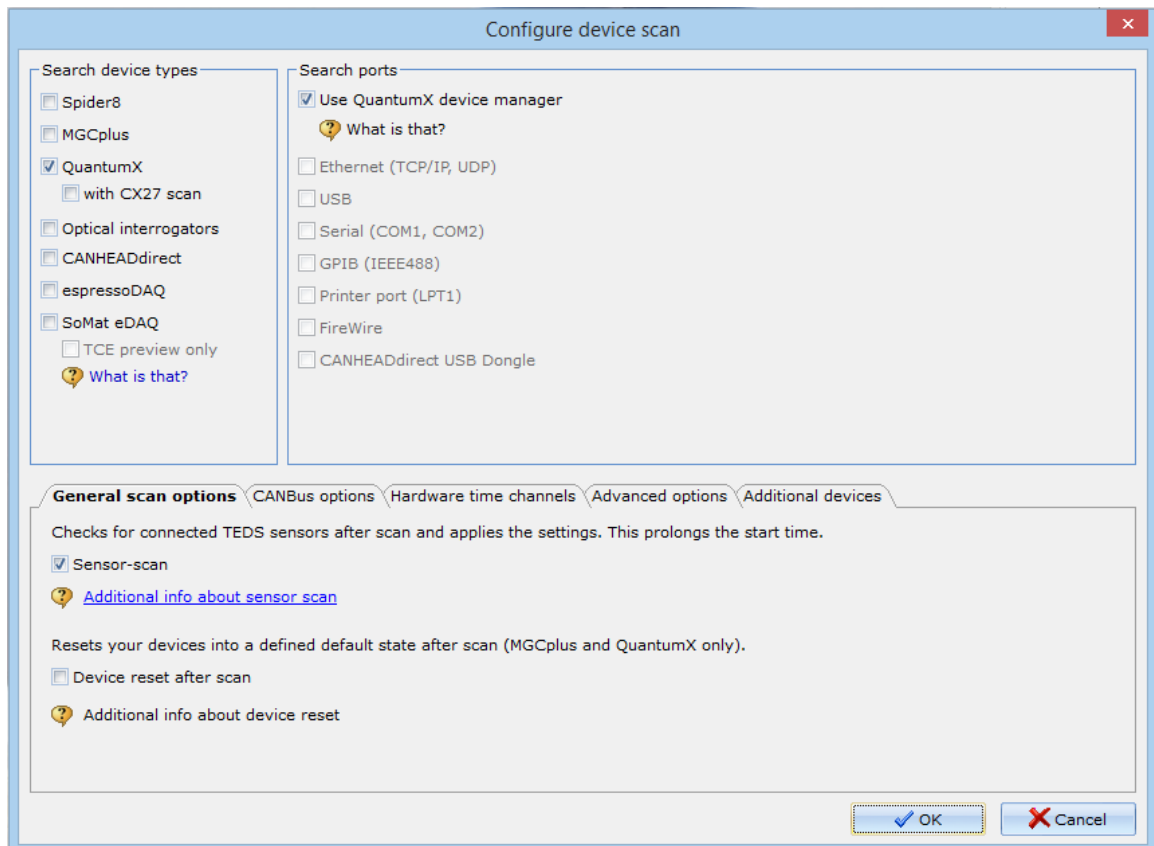 Configure device scan
Search device types
Spider8
MGCplus
QuantumX
with CX27 scan
Optical interrogators
CANHEADdirect
espressoDAQ
SoMat eDAQ
TCE preview only
What is that?
Search ports
Use QuantumX device manager
What is that?
Ethernet (TCP/IP, UDP)
USB
Serial (COM1, COM2)
GPIB (IEEE488)
Printer port (LPT1)
FireWire
CANHEADdirect USB Dongle
General scan options CANBus options Hardware time channels Advanced options Additional devices
Checks for connected TEDS sensors after scan and applies the settings. This prolongs the start time.
Sensor-scan
Additional info about sensor scan
Resets your devices into a defined default state after scan (MGCplus and QuantumX only).
Device reset after scan
Additional info about device reset
OK Cancel